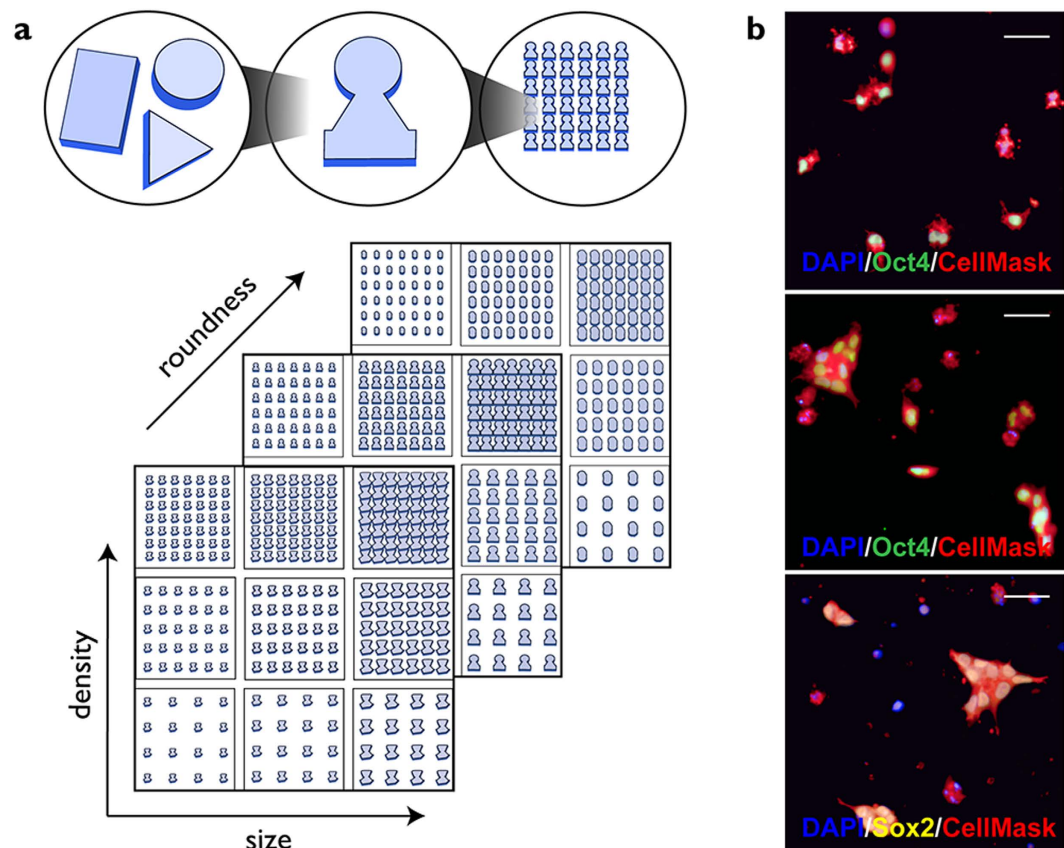 a
b
roundness
density
size
DAPI/Oct4/CellMask
DAPI/Oct4/CellMask
DAPI/Sox2/CellMask